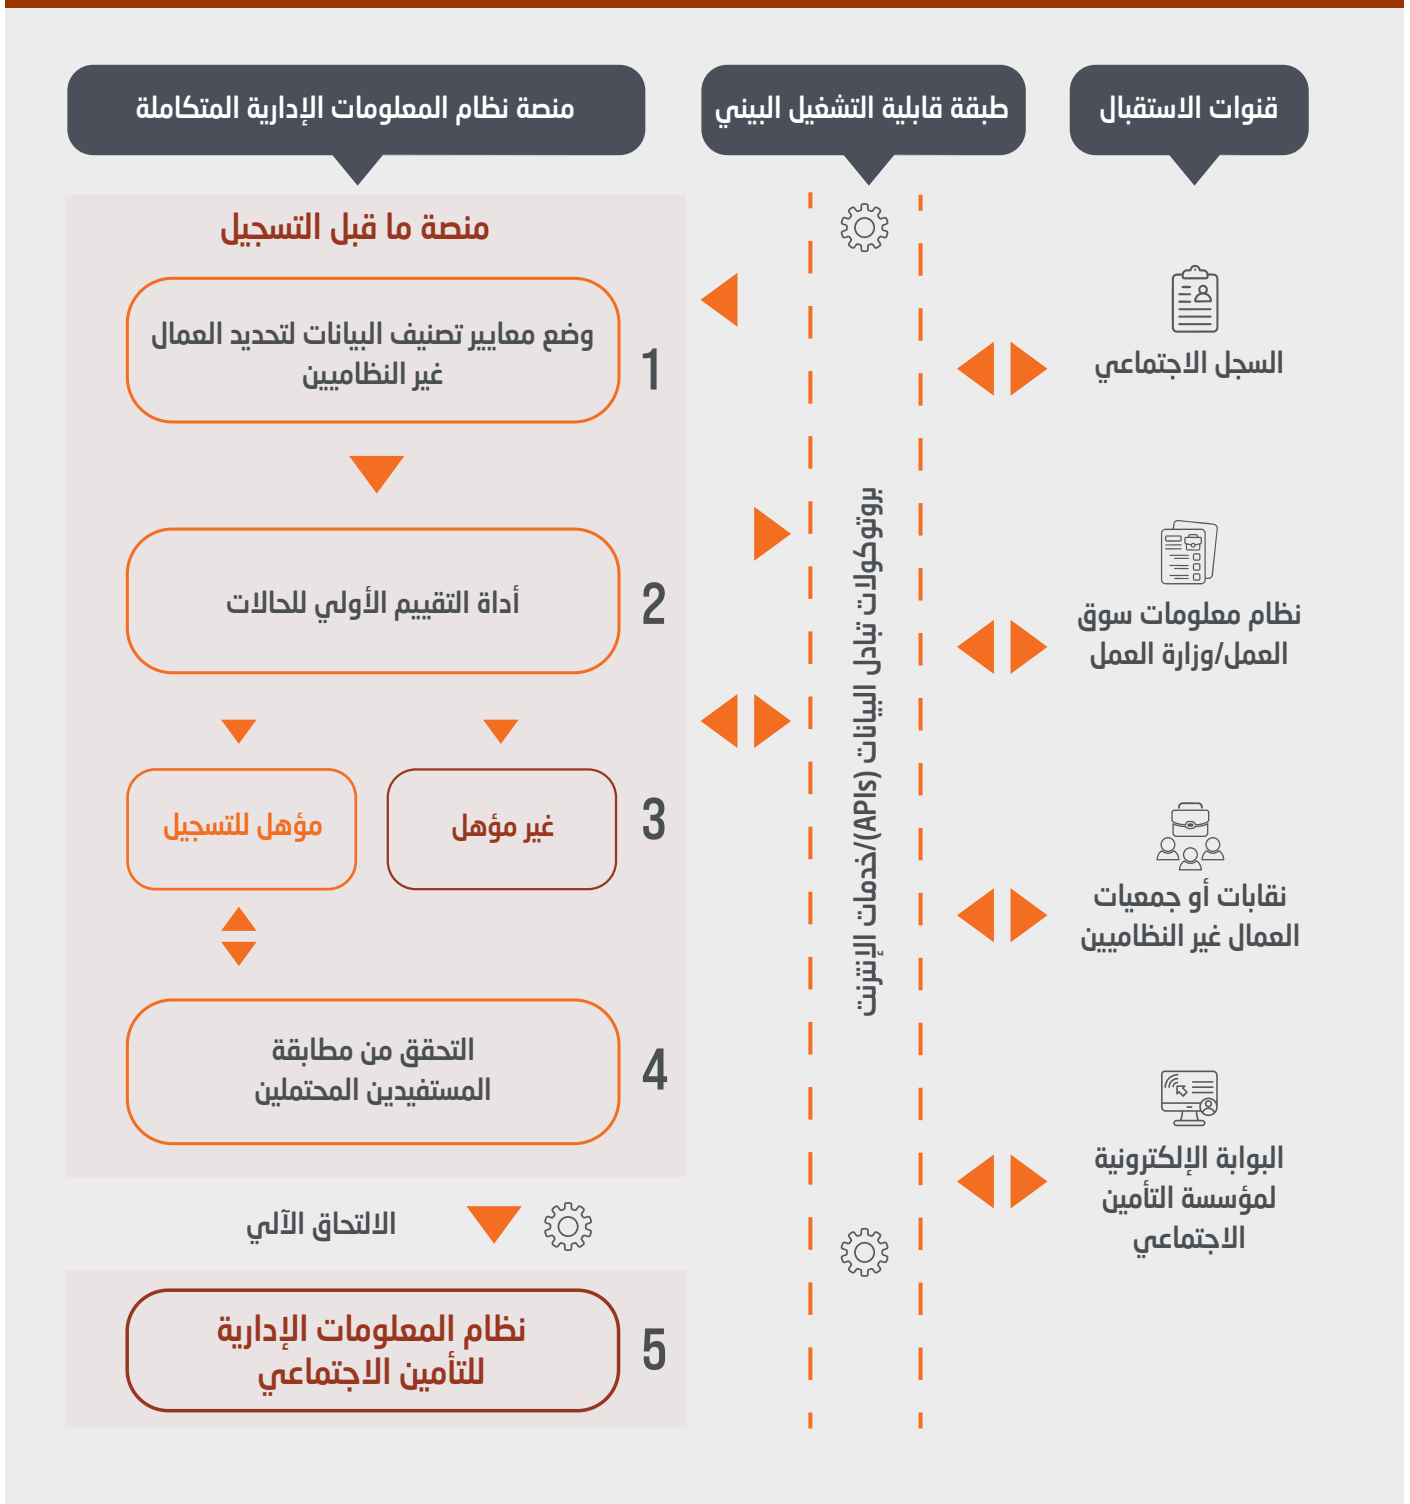 قنوات الاستقبال
السجل الاجتماعي
نظام معلومات سوق
العمل/وزارة العمل
نقابات أو جمعيات
العمال غير النظاميين
البوابة الإلكترونية
لمؤسسة التأمين
الاجتماعي
طبقة قابلية التشغيل البيني
بروتوكولات تبادل البيانات (APIs)/خدمات الإنترنت
منصة نظام المعلومات الإدارية المتكاملة
منصة ما قبل التسجيل
1
وضع معايير تصنيف البيانات لتحديد العمال
غير النظاميين
2
أداة التقييم الأولي للحالات
3
غير مؤهل
مؤهل للتسجيل
4
التحقق من مطابقة
المستفيدين المحتملين
الالتحاق الآلي
5
نظام المعلومات الإدارية
للتأمين الاجتماعي